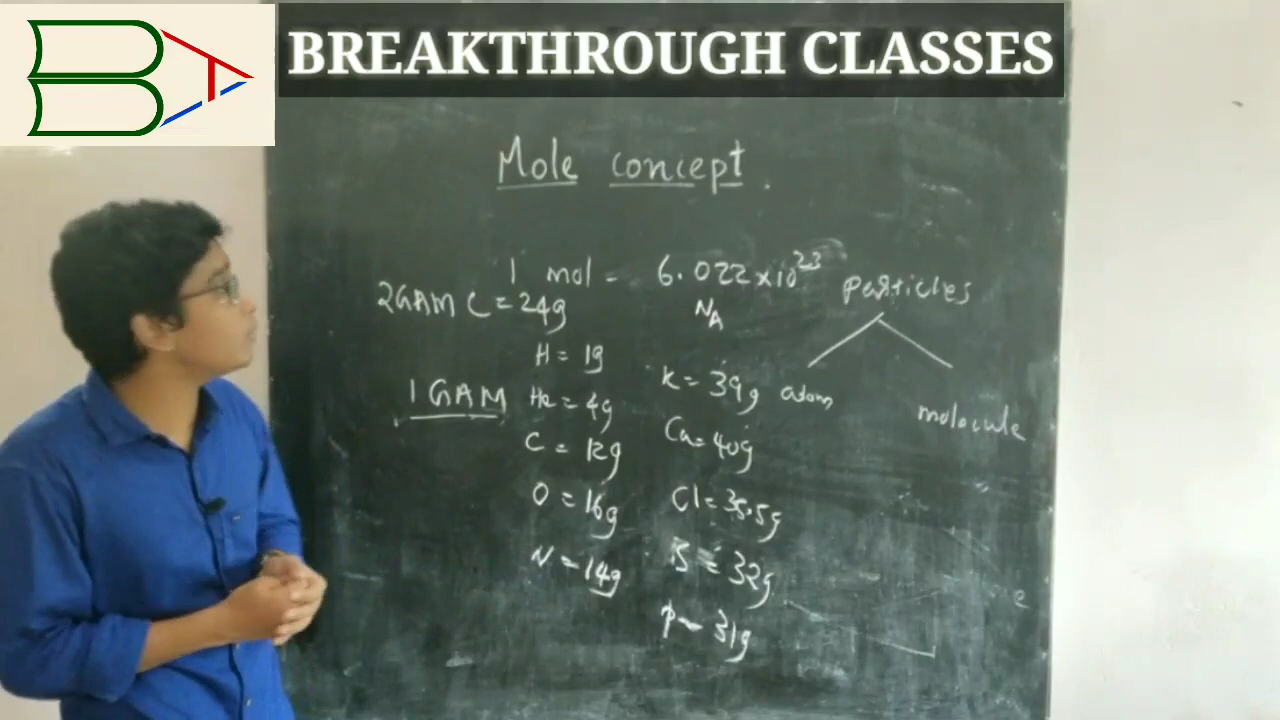 BREAKTHROUGH CLASSES
Mole concept.
1 mol = 6.022×10²³ particles
N_A
2GAM C = 24g
H = 1g
1 GAM
He = 4g
C = 12g
O = 16g
N = 14g
K = 39g
Ca = 40g
Cl = 35.5g
S = 32g
P = 31g
atom
molecule